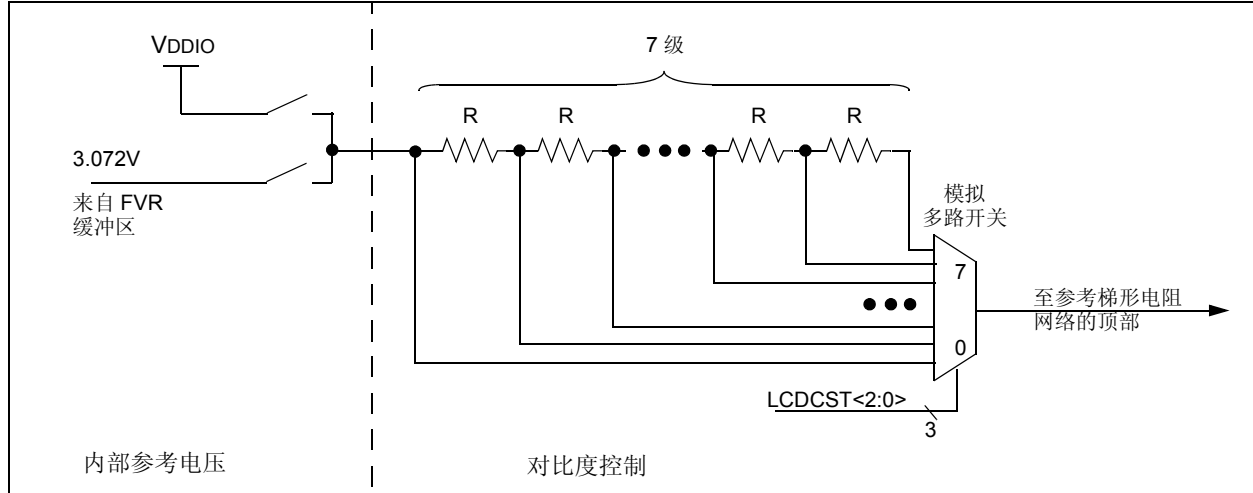 VDDIO
7 级
R
R
R
R
3.072V
来自 FVR
缓冲区
模拟
多路开关
7
至参考梯形电阻
网络的顶部
0
LCDCST<2:0>
3
内部参考电压
对比度控制